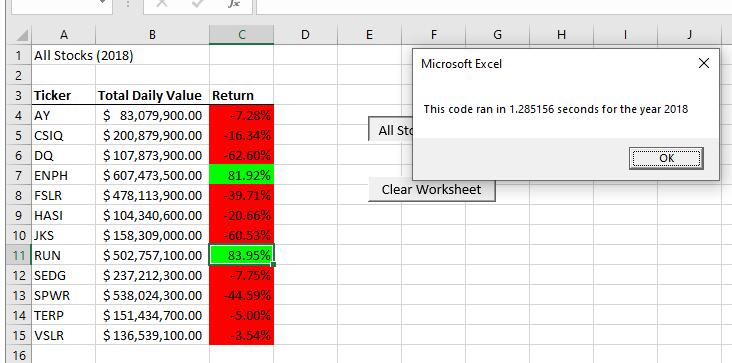 fx
A B C D E F G H I J
1 All Stocks (2018)
2
3 Ticker Total Daily Value Return
4 AY $ 83,079,900.00 -7.28%
5 CSIQ $ 200,879,900.00 -16.34%
6 DQ $ 107,873,900.00 -62.60%
7 ENPH $ 607,473,500.00 81.92%
8 FSLR $ 478,113,900.00 -39.71%
9 HASI $ 104,340,600.00 -20.66%
10 JKS $ 158,309,000.00 -60.53%
11 RUN $ 502,757,100.00 83.95%
12 SEDG $ 237,212,300.00 -7.75%
13 SPWR $ 538,024,300.00 -44.59%
14 TERP $ 151,434,700.00 -5.00%
15 VSLR $ 136,539,100.00 -3.54%
16
Microsoft Excel
This code ran in 1.285156 seconds for the year 2018
OK
All
Clear Worksheet